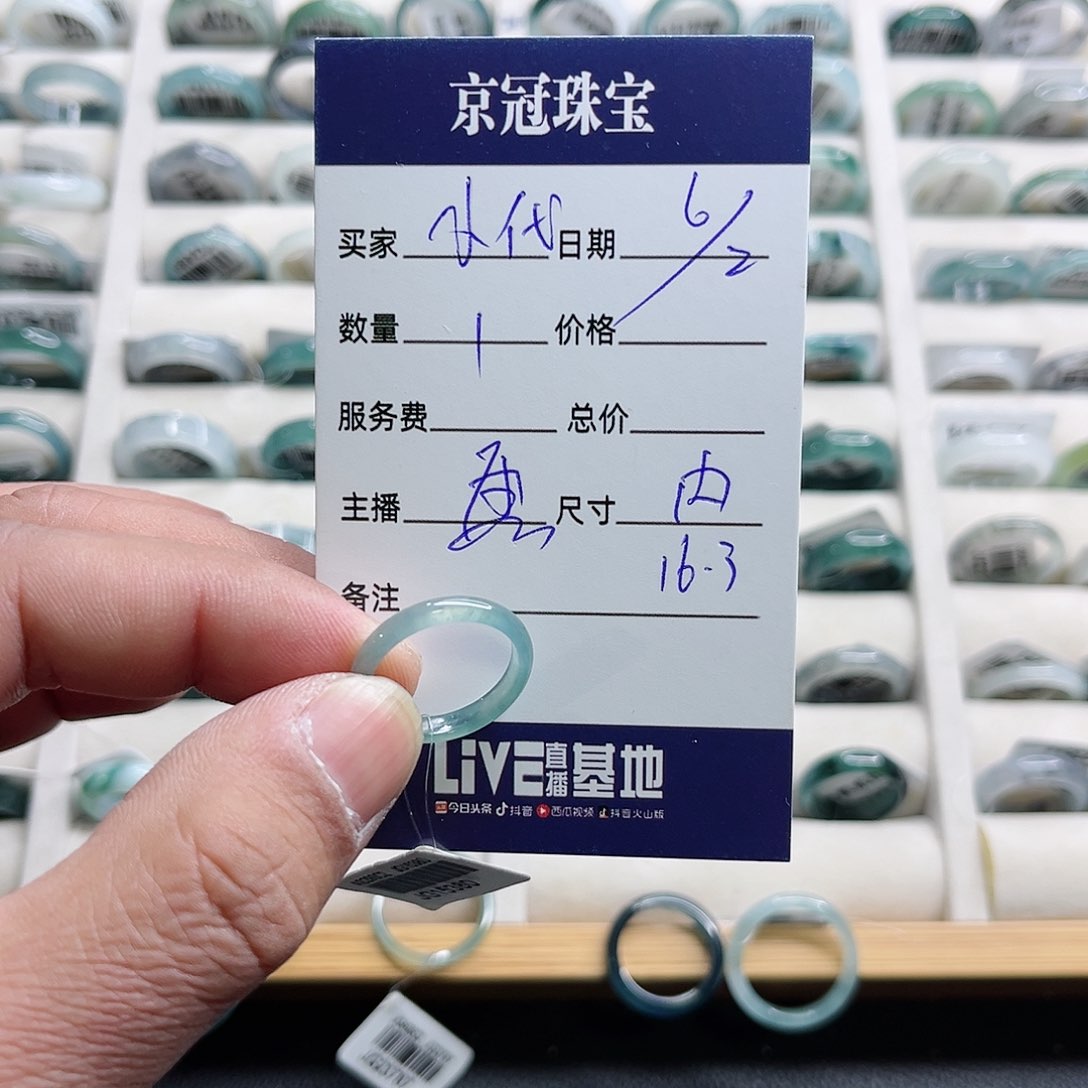 京冠珠宝
买家 水代 日期 6/2
数量 1 价格
服务费 总价
主播 尺寸 内
16.3
备注
LIVE直播基地
今日头条 抖音 西瓜视频 抖音火山版